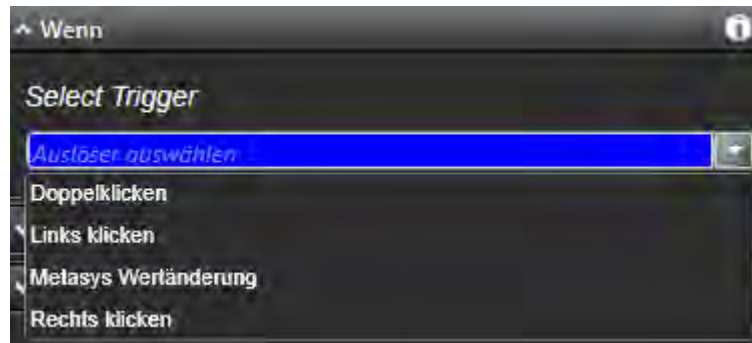 Wenn
Select Trigger
Auslöser auswählen
Doppelklicken
Links klicken
Metasys Wertänderung
Rechts klicken